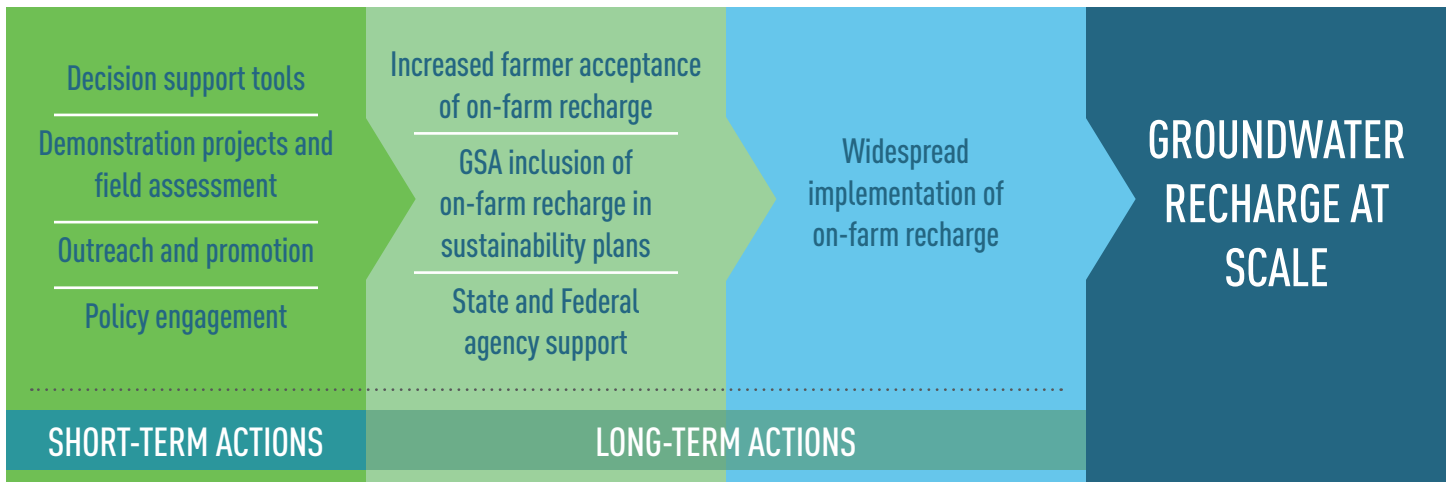 Decision support tools
Demonstration projects and
field assessment
Outreach and promotion
Policy engagement
SHORT-TERM ACTIONS
Increased farmer acceptance
of on-farm recharge
GSA inclusion of
on-farm recharge in
sustainability plans
State and Federal
agency support
Widespread
implementation of
on-farm recharge
LONG-TERM ACTIONS
GROUNDWATER
RECHARGE AT
SCALE